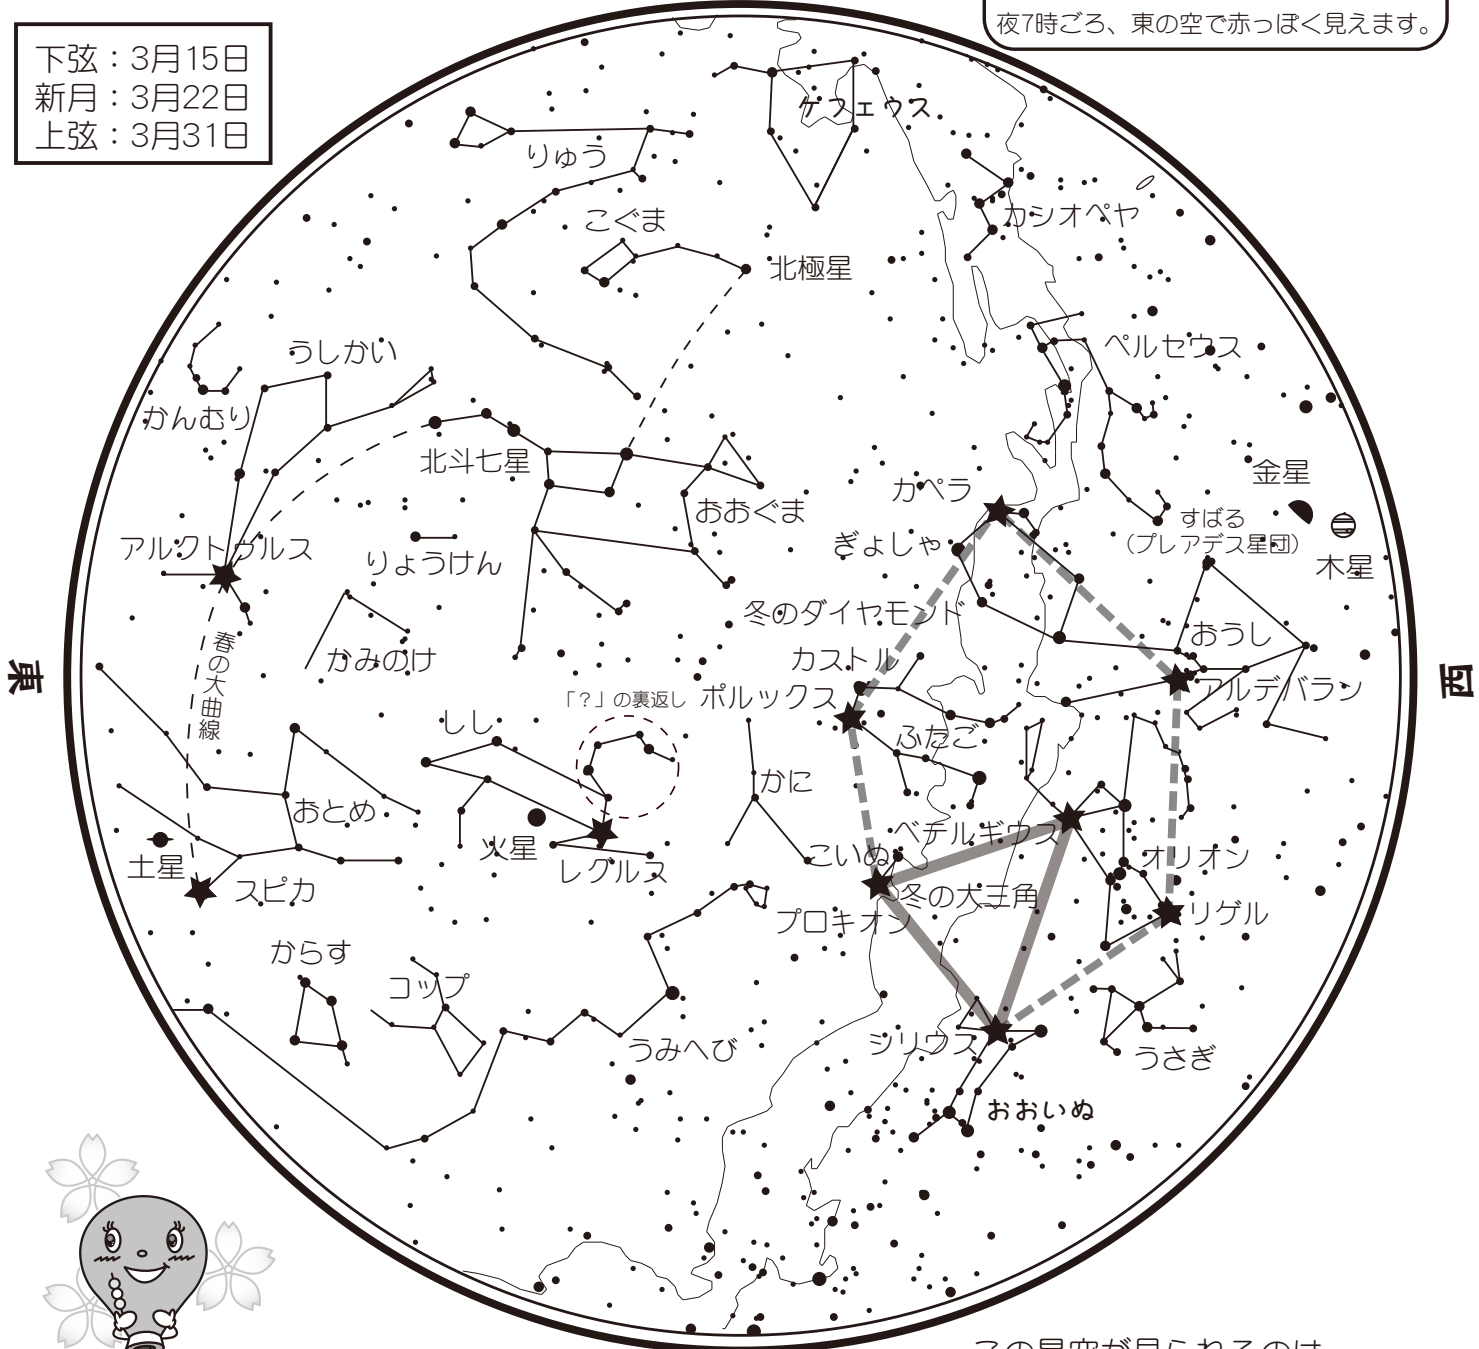 夜7時ごろ、東の空で赤っぽく見えます。
下弦：3月15日
新月：3月22日
上弦：3月31日
ケフェウス
りゅう
カシオペヤ
こぐま
北極星
うしかい
ペルセウス
かんむり
北斗七星
金星
カペラ
おおぐま
すばる
（プレアデス星団）
アルクトゥルス
りょうけん
ぎょしゃ
木星
冬のダイヤモンド
おうし
春の大曲線
かみのけ
カストル
東
西
「？」の裏返し
ポルックス
アルデバラン
しし
ふたご
かに
おとめ
火星
ベテルギウス
土星
レグルス
こいぬ
オリオン
スピカ
冬の大三角
プロキオン
リゲル
からす
コップ
うみへび
シリウス
うさぎ
おおいぬ
この星空が見られるのは